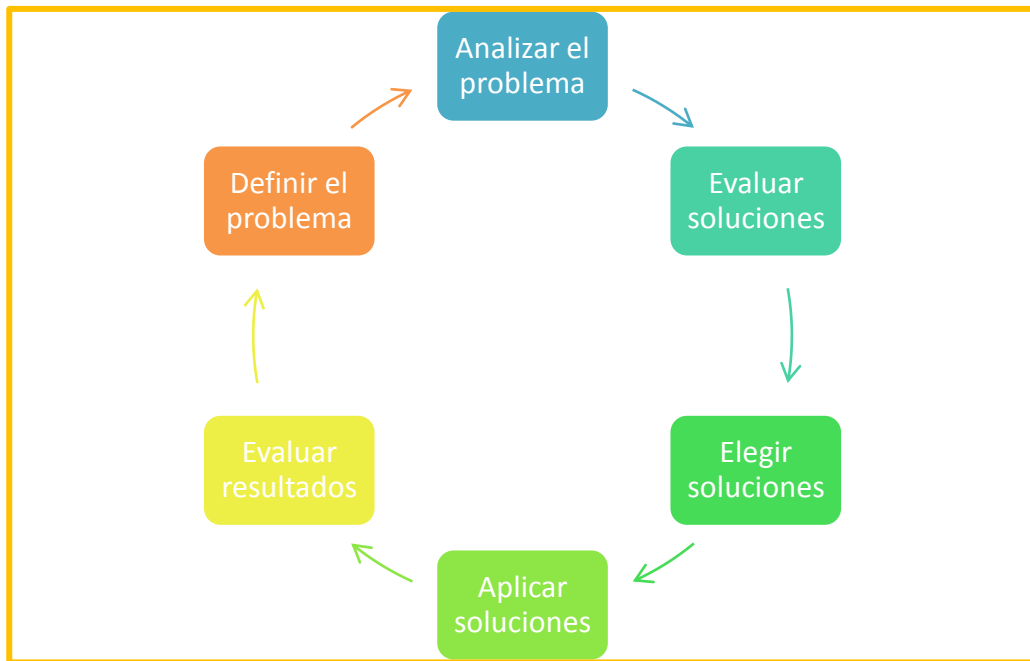 Analizar el
problema
Evaluar
soluciones
Elegir
soluciones
Aplicar
soluciones
Evaluar
resultados
Definir el
problema